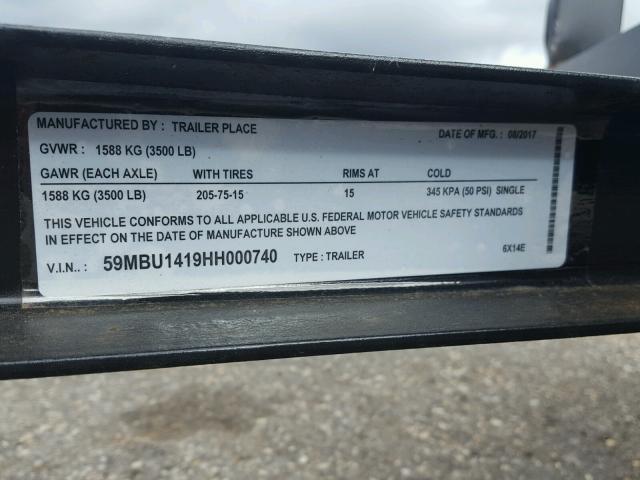 MANUFACTURED BY : TRAILER PLACE DATE OF MFG. : 08/2017
GVWR : 1588 KG (3500 LB)
GAWR (EACH AXLE) WITH TIRES RIMS AT COLD
1588 KG (3500 LB) 205-75-15 15 345 KPA (50 PSI) SINGLE
THIS VEHICLE CONFORMS TO ALL APPLICABLE U.S. FEDERAL MOTOR VEHICLE SAFETY STANDARDS
IN EFFECT ON THE DATE OF MANUFACTURE SHOWN ABOVE
V.I.N.. : 59MBU1419HH000740 TYPE : TRAILER 6X14E